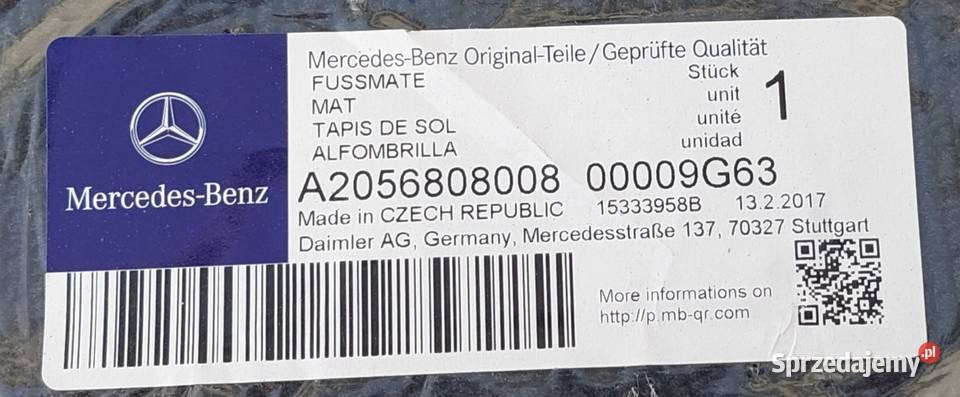 Mercedes-Benz
Mercedes-Benz Original-Teile/Geprüfte Qualität
FUSSMATE
MAT
TAPIS DE SOL
ALFOMBRILLA
Stück
unit
unité
unidad
1
A2056808008 00009G63
Made in CZECH REPUBLIC 15333958B 13.2.2017
Daimler AG, Germany, Mercedesstraße 137, 70327 Stuttgart
More informations on
http://p.mb-qr.com
Sprzedajemy.pl